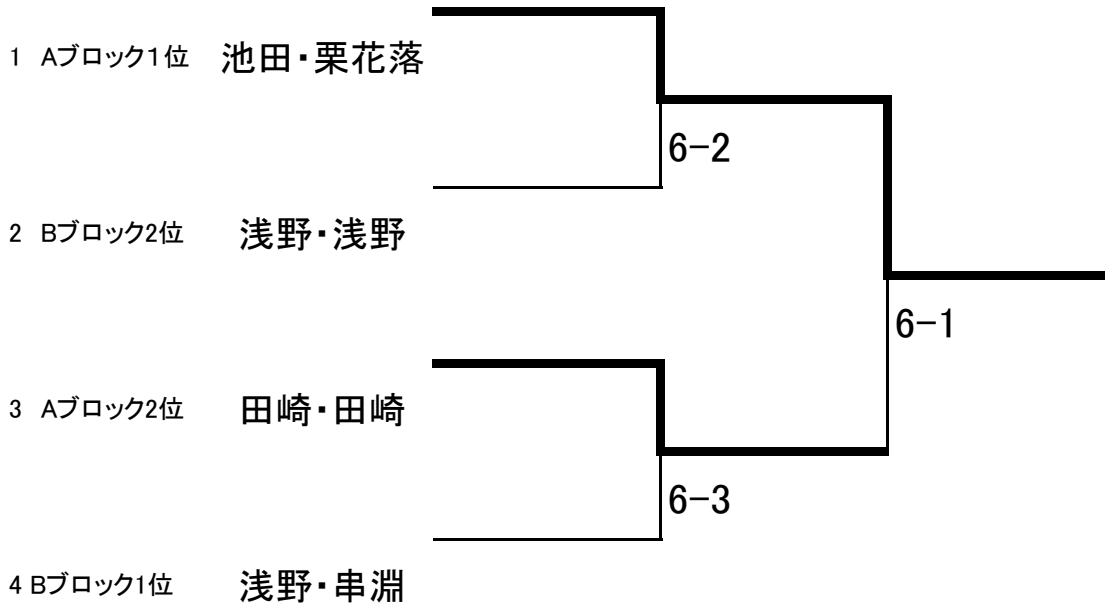 1 Aブロック1位 池田・栗花落
6-2
2 Bブロック2位 浅野・浅野
6-1
3 Aブロック2位 田崎・田崎
6-3
4 Bブロック1位 浅野・串淵